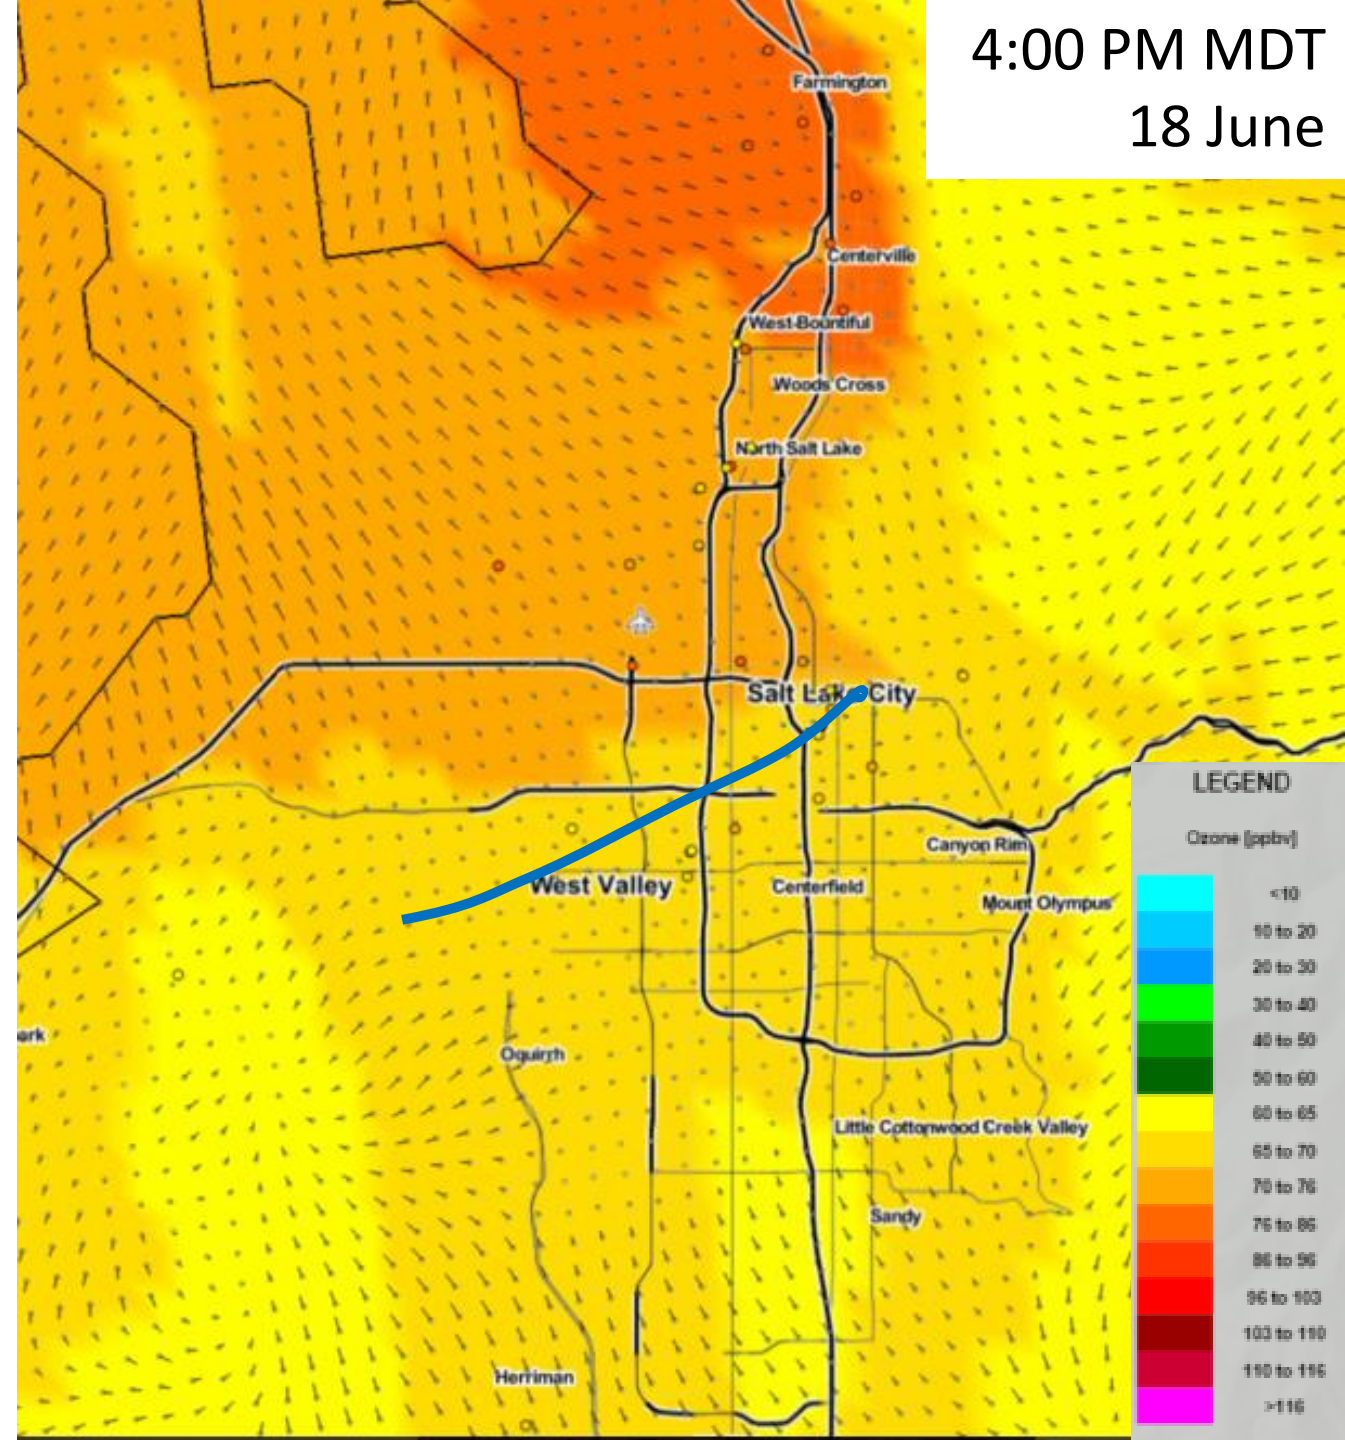 4:00 PM MDT
18 June
Farmington
Centerville
West Bountiful
Woods Cross
North Salt Lake
Salt Lake City
Canyon Rim
West Valley
Centerfield
Mount Olympus
ark
Oquirrh
Little Cottonwood Creek Valley
Sandy
Herriman
LEGEND
Ozone [ppbv]
<10
10 to 20
20 to 30
30 to 40
40 to 50
50 to 60
60 to 65
65 to 70
70 to 76
76 to 86
86 to 96
96 to 103
103 to 110
110 to 116
>116